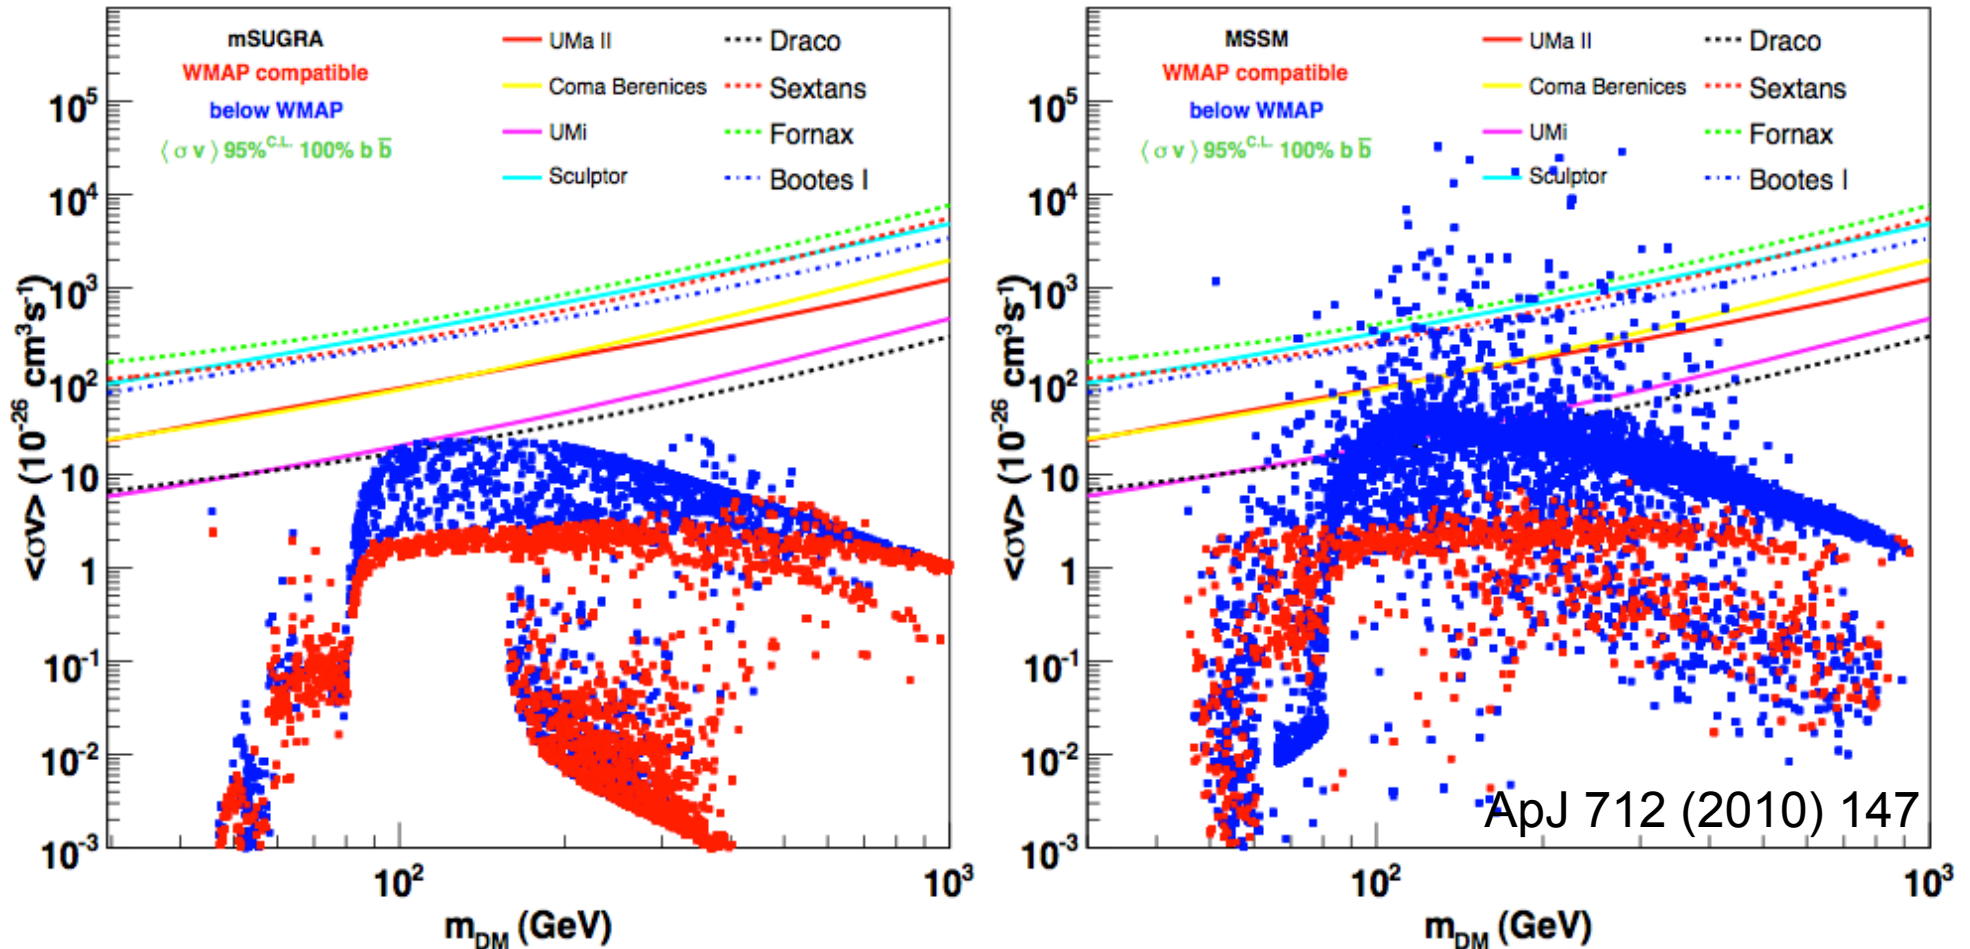 mSUGRA
WMAP compatible
below WMAP
⟨ σ v ⟩ 95%^C.L. 100% b b̅
UMa II
Coma Berenices
UMi
Sculptor
Draco
Sextans
Fornax
Bootes I
<σv> (10^-26 cm^3s^-1)
10^5
10^4
10^3
10^2
10
1
10^-1
10^-2
10^-3
10^2
10^3
m_DM (GeV)
MSSM
WMAP compatible
below WMAP
⟨ σ v ⟩ 95%^C.L. 100% b b̅
UMa II
Coma Berenices
UMi
Sculptor
Draco
Sextans
Fornax
Bootes I
<σv> (10^-26 cm^3s^-1)
10^5
10^4
10^3
10^2
10
1
10^-1
10^-2
10^-3
ApJ 712 (2010) 147
10^2
10^3
m_DM (GeV)